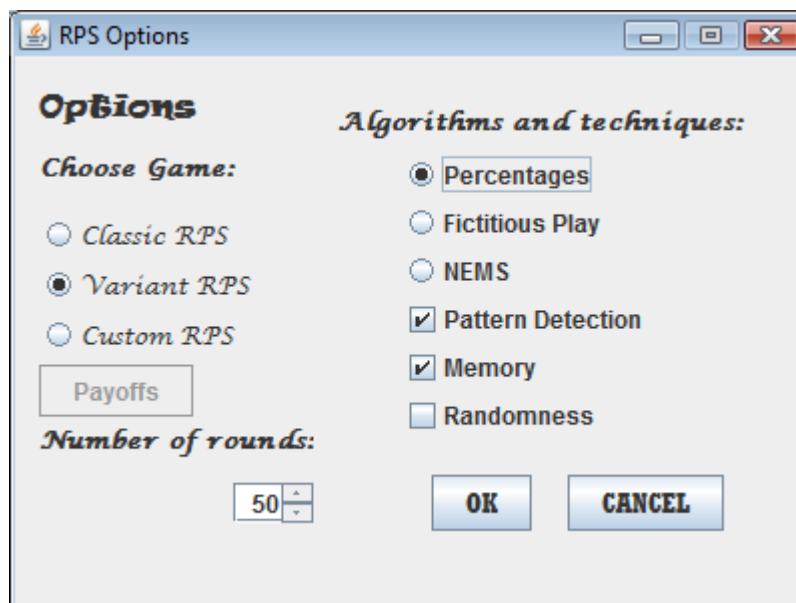 RPS Options
Options
Choose Game:
Classic RPS
Variant RPS
Custom RPS
Payoffs
Number of rounds:
50
Algorithms and techniques:
Percentages
Fictitious Play
NEMS
Pattern Detection
Memory
Randomness
OK
CANCEL